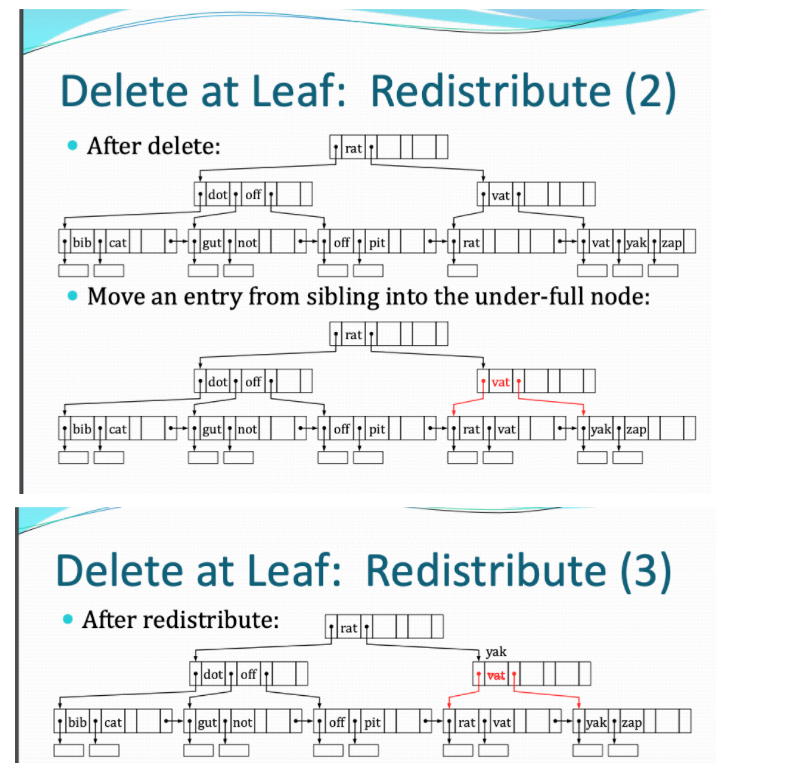 Delete at Leaf: Redistribute (2)
• After delete:
rat
dot off
vat
bib cat
gut not
off pit
rat
vat yak zap
• Move an entry from sibling into the under-full node:
rat
dot off
vat
bib cat
gut not
off pit
rat vat
yak zap
Delete at Leaf: Redistribute (3)
• After redistribute:
rat
yak
dot off
vat
bib cat
gut not
off pit
rat vat
yak zap